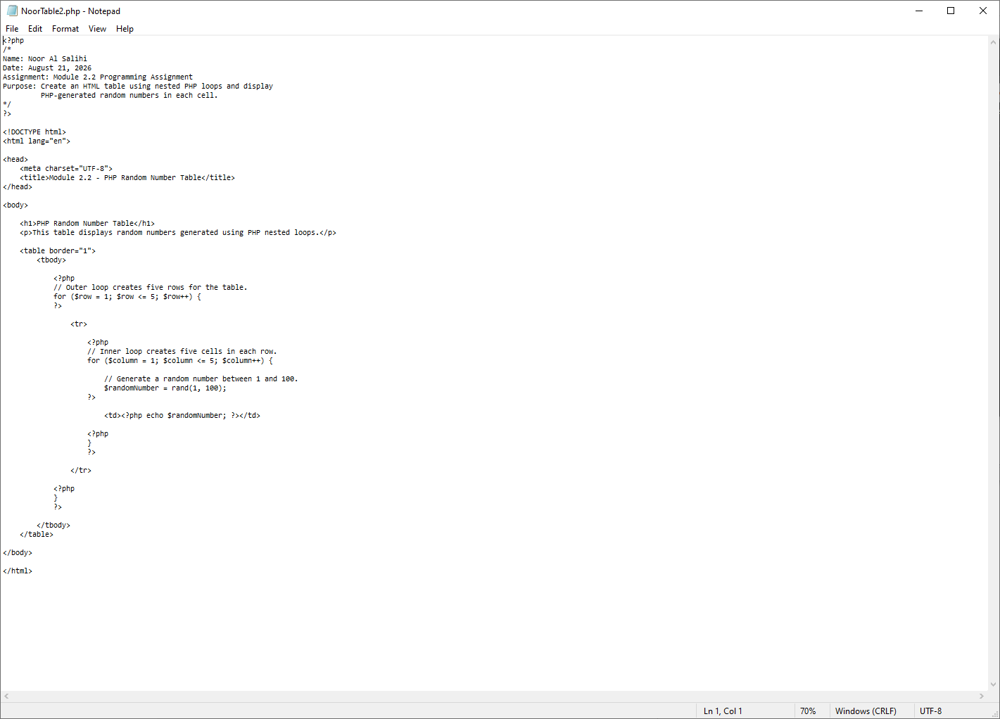 NoorTable2.php - Notepad
File Edit Format View Help
<?php
/*
Name: Noor Al Salihi
Date: August 21, 2026
Assignment: Module 2.2 Programming Assignment
Purpose: Create an HTML table using nested PHP loops and display
         PHP-generated random numbers in each cell.
*/
?>

<!DOCTYPE html>
<html lang="en">

<head>
    <meta charset="UTF-8">
    <title>Module 2.2 - PHP Random Number Table</title>
</head>

<body>

    <h1>PHP Random Number Table</h1>
    <p>This table displays random numbers generated using PHP nested loops.</p>

    <table border="1">
        <tbody>

            <?php
            // Outer loop creates five rows for the table.
            for ($row = 1; $row <= 5; $row++) {
            ?>

                <tr>

                    <?php
                    // Inner loop creates five cells in each row.
                    for ($column = 1; $column <= 5; $column++) {

                        // Generate a random number between 1 and 100.
                        $randomNumber = rand(1, 100);
                    ?>

                        <td><?php echo $randomNumber; ?></td>

                    <?php
                    }
                    ?>

                </tr>

            <?php
            }
            ?>

        </tbody>
    </table>

</body>

</html>
Ln 1, Col 1 70% Windows (CRLF) UTF-8